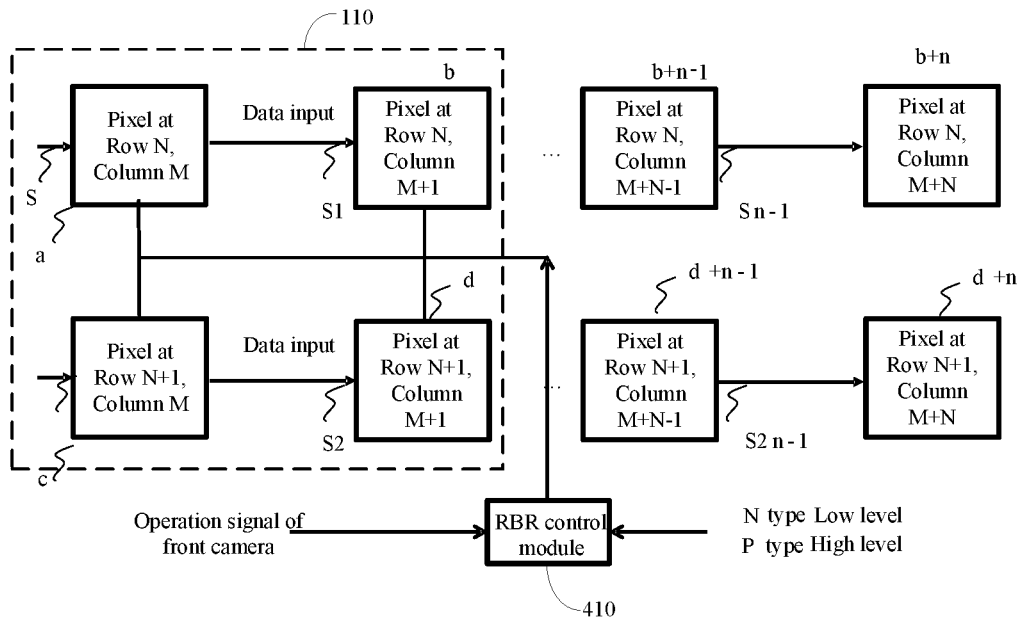 110
b
b+n-1
b+n
Pixel at
Row N,
Column M
Data input
Pixel at
Row N,
Column
M+1
...
Pixel at
Row N,
Column
M+N-1
Pixel at
Row N,
Column
M+N
S
S1
Sn-1
a
d
d +n-1
d +n
Pixel at
Row N+1,
Column M
Data input
Pixel at
Row N+1,
Column
M+1
...
Pixel at
Row N+1,
Column
M+N-1
Pixel at
Row N+1,
Column
M+N
S2
S2 n-1
c
Operation signal of
front camera
RBR control
module
N type Low level
P type High level
410